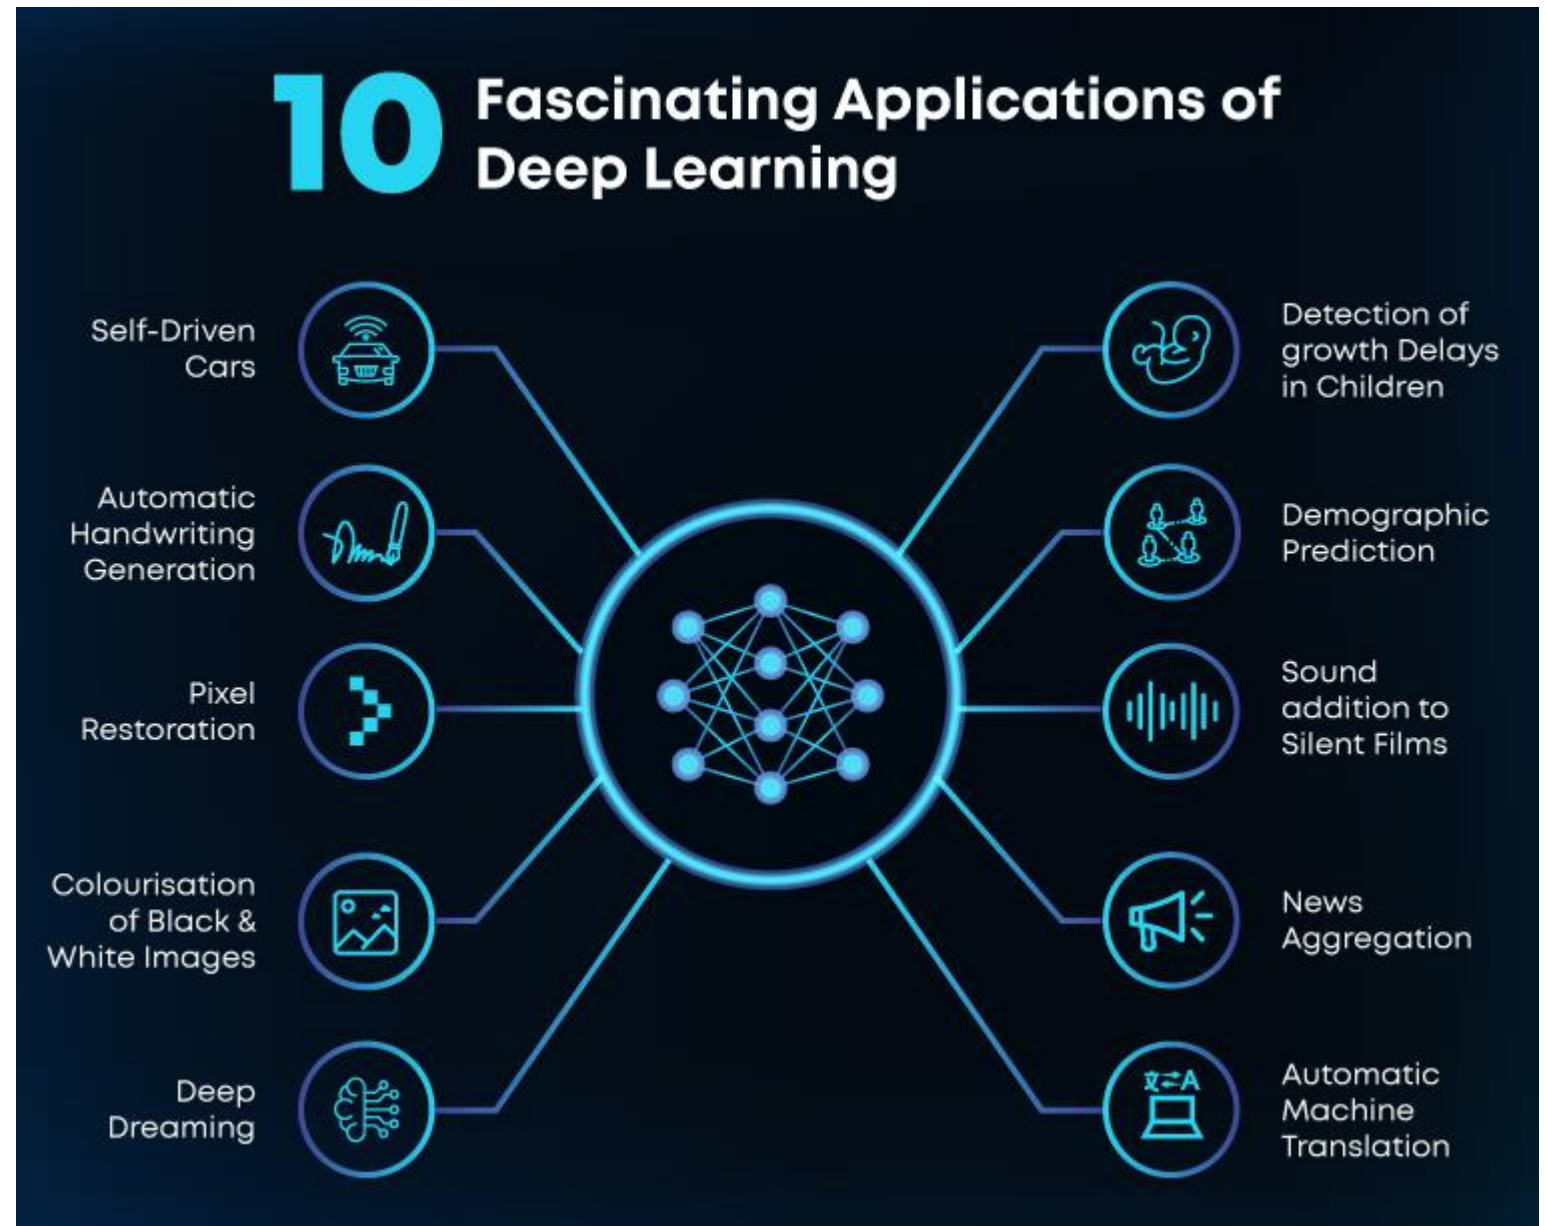 10 Fascinating Applications of
Deep Learning
Self-Driven
Cars
Automatic
Handwriting
Generation
Pixel
Restoration
Colourisation
of Black &
White Images
Deep
Dreaming
Detection of
growth Delays
in Children
Demographic
Prediction
Sound
addition to
Silent Films
News
Aggregation
文 A
Automatic
Machine
Translation